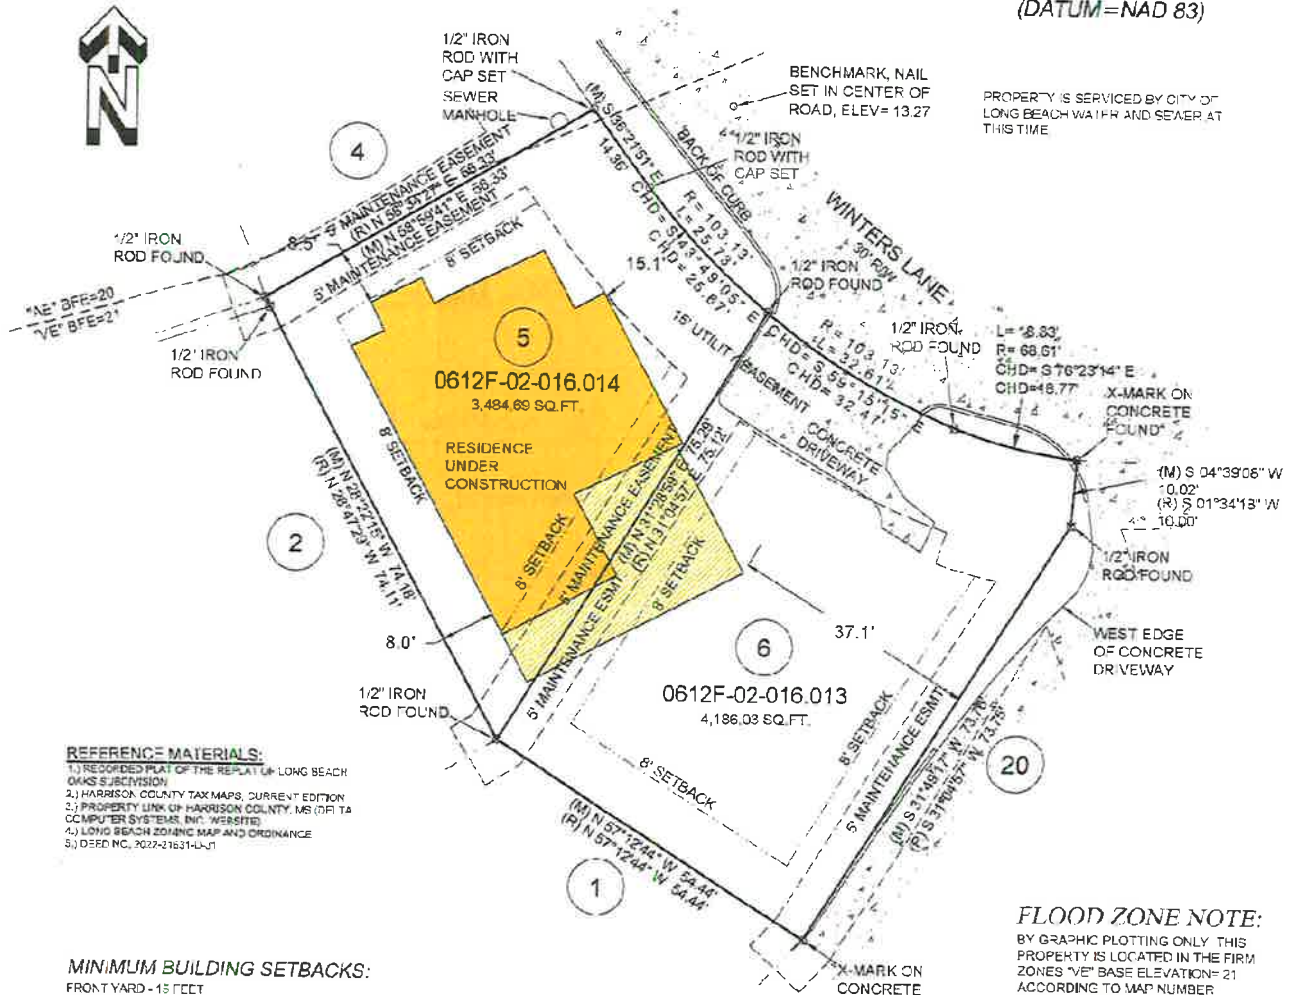 (DATUM=NAD 83)
N
1/2" IRON
ROD WITH
CAP SET
SEWER
MANHOLE
BENCHMARK, NAIL
SET IN CENTER OF
ROAD, ELEV= 13.27
PROPERTY IS SERVICED BY CITY OF
LONG BEACH WATER AND SEWER AT
THIS TIME
4
(M) S 36°21'51" E
14.36'
BACK OF CURB
1/2" IRON
ROD WITH
CAP SET
WINTERS LANE
30' R/W
5' MAINTENANCE EASEMENT
(M) N 58°59'41" E 56.33'
5' MAINTENANCE EASEMENT
8.5'
8' SETBACK
1/2" IRON
ROD FOUND
"AE" BFE=20
"VE" BFE=21
1/2" IRON
ROD FOUND
R= 103.13'
L= 25.73'
CHD= S 43°49'05" E
CHD= 25.67'
15.1'
1/2" IRON
ROD FOUND
15' UTILITY EASEMENT
R= 103.13'
L= 32.61'
CHD= S 59°15'15" E
CHD= 32.47'
1/2" IRON
ROD FOUND
R= 68.61'
CHD= S 76°23'14" E
X-MARK ON
CONCRETE
FOUND
5
0612F-02-016.014
3,484.69 SQ.FT.
RESIDENCE
UNDER
CONSTRUCTION
CONCRETE
DRIVEWAY
(M) S 04°39'06" W
10.02'
(R) S 01°34'18" W
10.00'
1/2" IRON
ROD FOUND
8' SETBACK
(M) N 28°22'15" W 74.18'
(R) N 28°47'29" W 74.11'
2
8' SETBACK
5' MAINTENANCE EASEMENT
(M) N 31°28'59" E 75.29'
(R) N 31°04'57" E 75.12'
5' MAINTENANCE ESMT
8' SETBACK
8.0'
37.1'
WEST EDGE
OF CONCRETE
DRIVEWAY
6
0612F-02-016.013
4,186.03 SQ.FT.
1/2" IRON
ROD FOUND
8' SETBACK
8' SETBACK
5' MAINTENANCE ESMT
(M) S 31°49'17" W 73.76'
S 31°04'57" W 73.75'
20
REFERENCE MATERIALS:
1.) RECORDED PLAT OF THE REPLAT OF LONG BEACH
OAKS SUBDIVISION
2.) HARRISON COUNTY TAX MAPS, CURRENT EDITION
3.) PROPERTY LINK OF HARRISON COUNTY, MS (DELTA
COMPUTER SYSTEMS, INC. WEBSITE)
4.) LONG BEACH ZONING MAP AND ORDINANCE
5.) DEED NO. 2022-21631-D-J1
(M) N 57°12'44" W 54.44'
(R) N 57°12'44" W 54.44'
1
X-MARK ON
CONCRETE
MINIMUM BUILDING SETBACKS:
FRONT YARD - 15 FEET
FLOOD ZONE NOTE:
BY GRAPHIC PLOTTING ONLY THIS
PROPERTY IS LOCATED IN THE FIRM
ZONES "VE" BASE ELEVATION= 21
ACCORDING TO MAP NUMBER